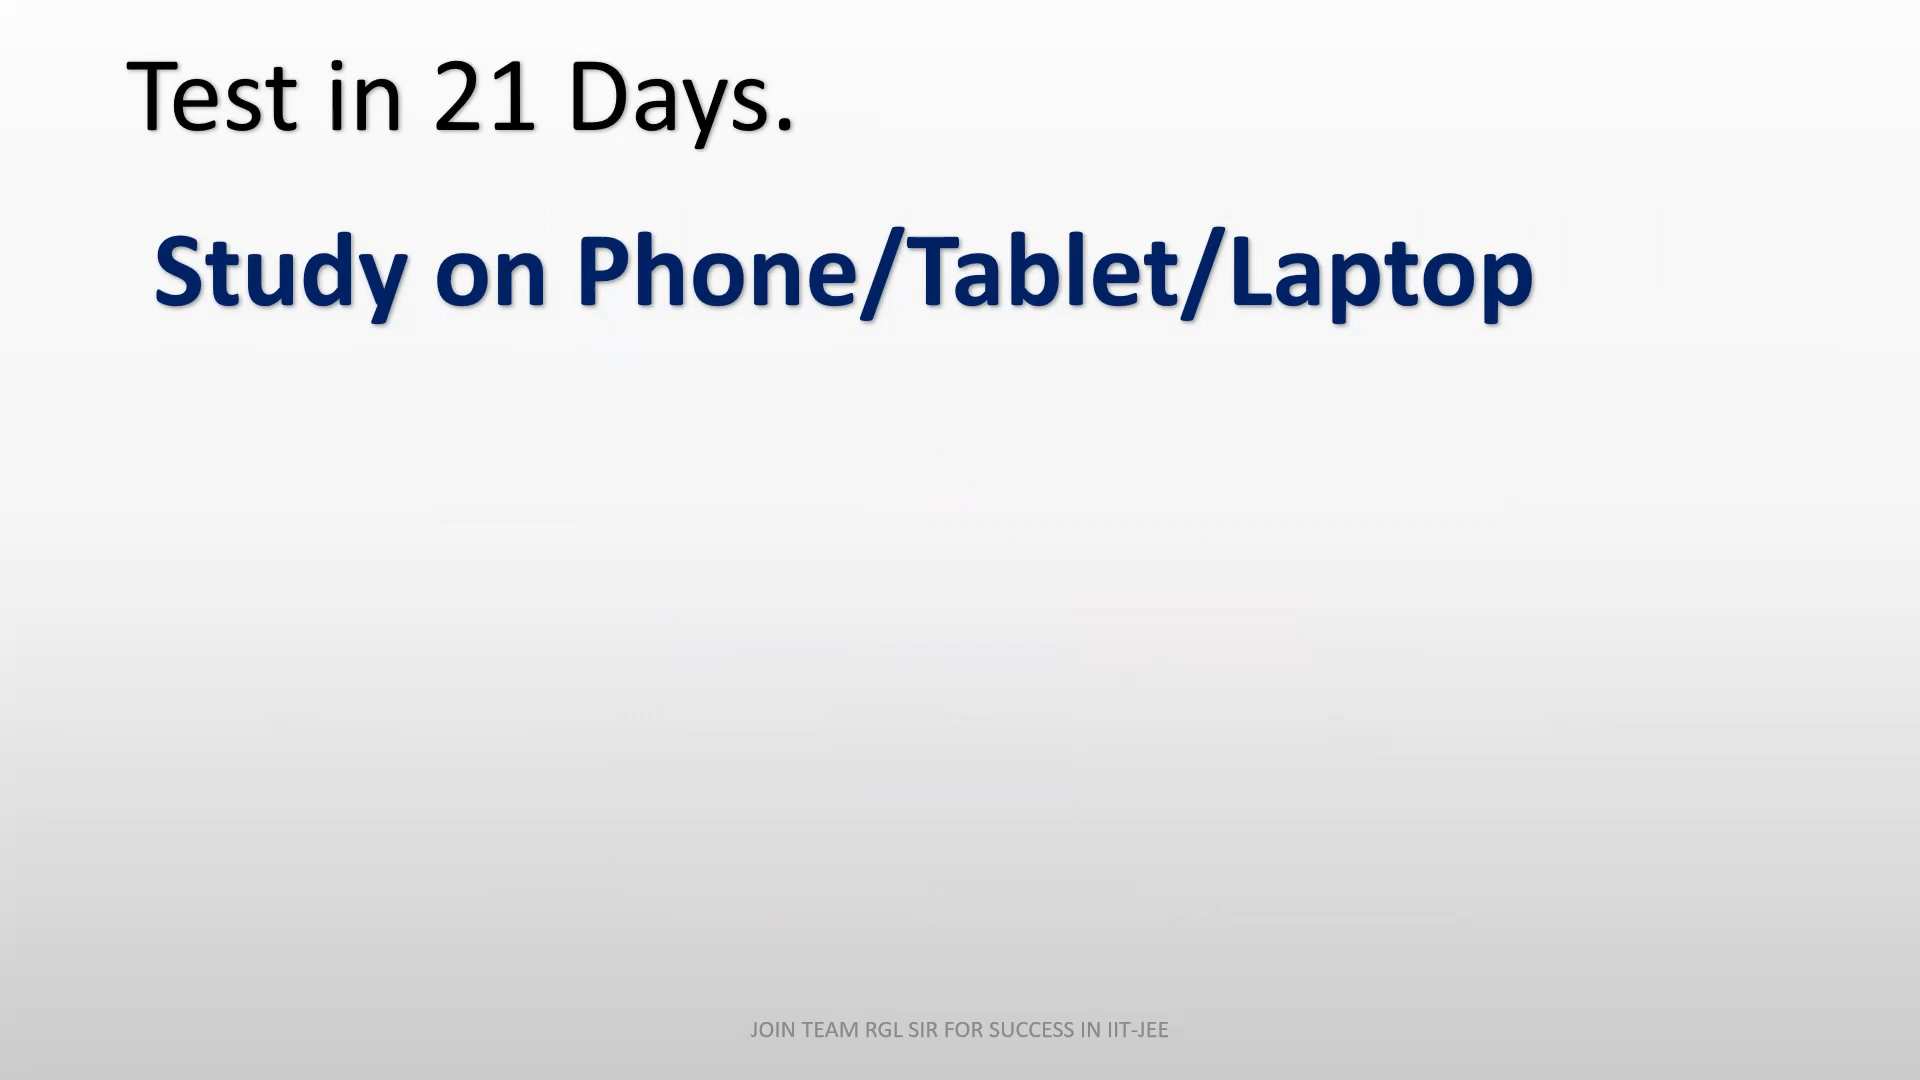 Test in 21 Days.
Study on Phone/Tablet/Laptop
JOIN TEAM RGL SIR FOR SUCCESS IN IIT-JEE